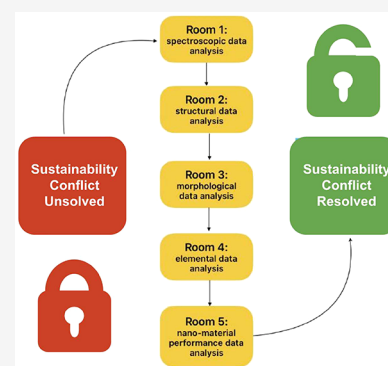 Room 1:
spectroscopic data
analysis
Room 2:
structural data
analysis
Sustainability
Conflict
Unsolved
Room 3:
morphological
data analysis
Sustainability
Conflict
Resolved
Room 4:
elemental data
analysis
Room 5:
nano-material
performance data
analysis